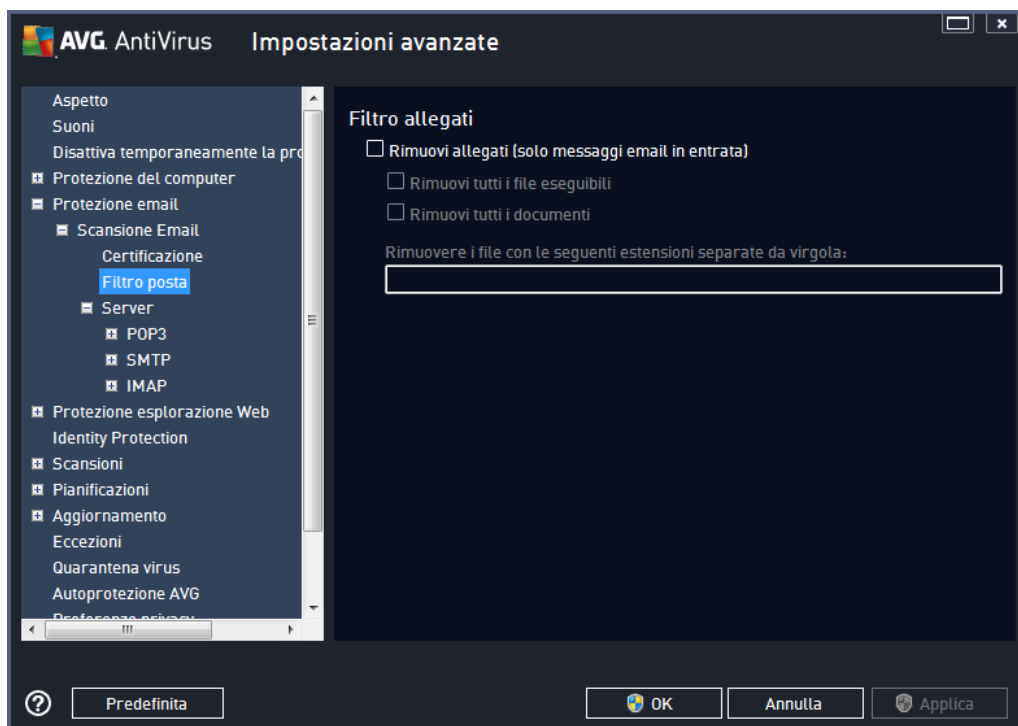 AVG. AntiVirus Impostazioni avanzate
Aspetto
Suoni
Disattiva temporaneamente la pro
Protezione del computer
Protezione email
Scansione Email
Certificazione
Filtro posta
Server
POP3
SMTP
IMAP
Protezione esplorazione Web
Identity Protection
Scansioni
Pianificazioni
Aggiornamento
Eccezioni
Quarantena virus
Autoprotezione AVG
Preferenze privacy
Filtro allegati
Rimuovi allegati (solo messaggi email in entrata)
Rimuovi tutti i file eseguibili
Rimuovi tutti i documenti
Rimuovere i file con le seguenti estensioni separate da virgola:
? Predefinita OK Annulla Applica